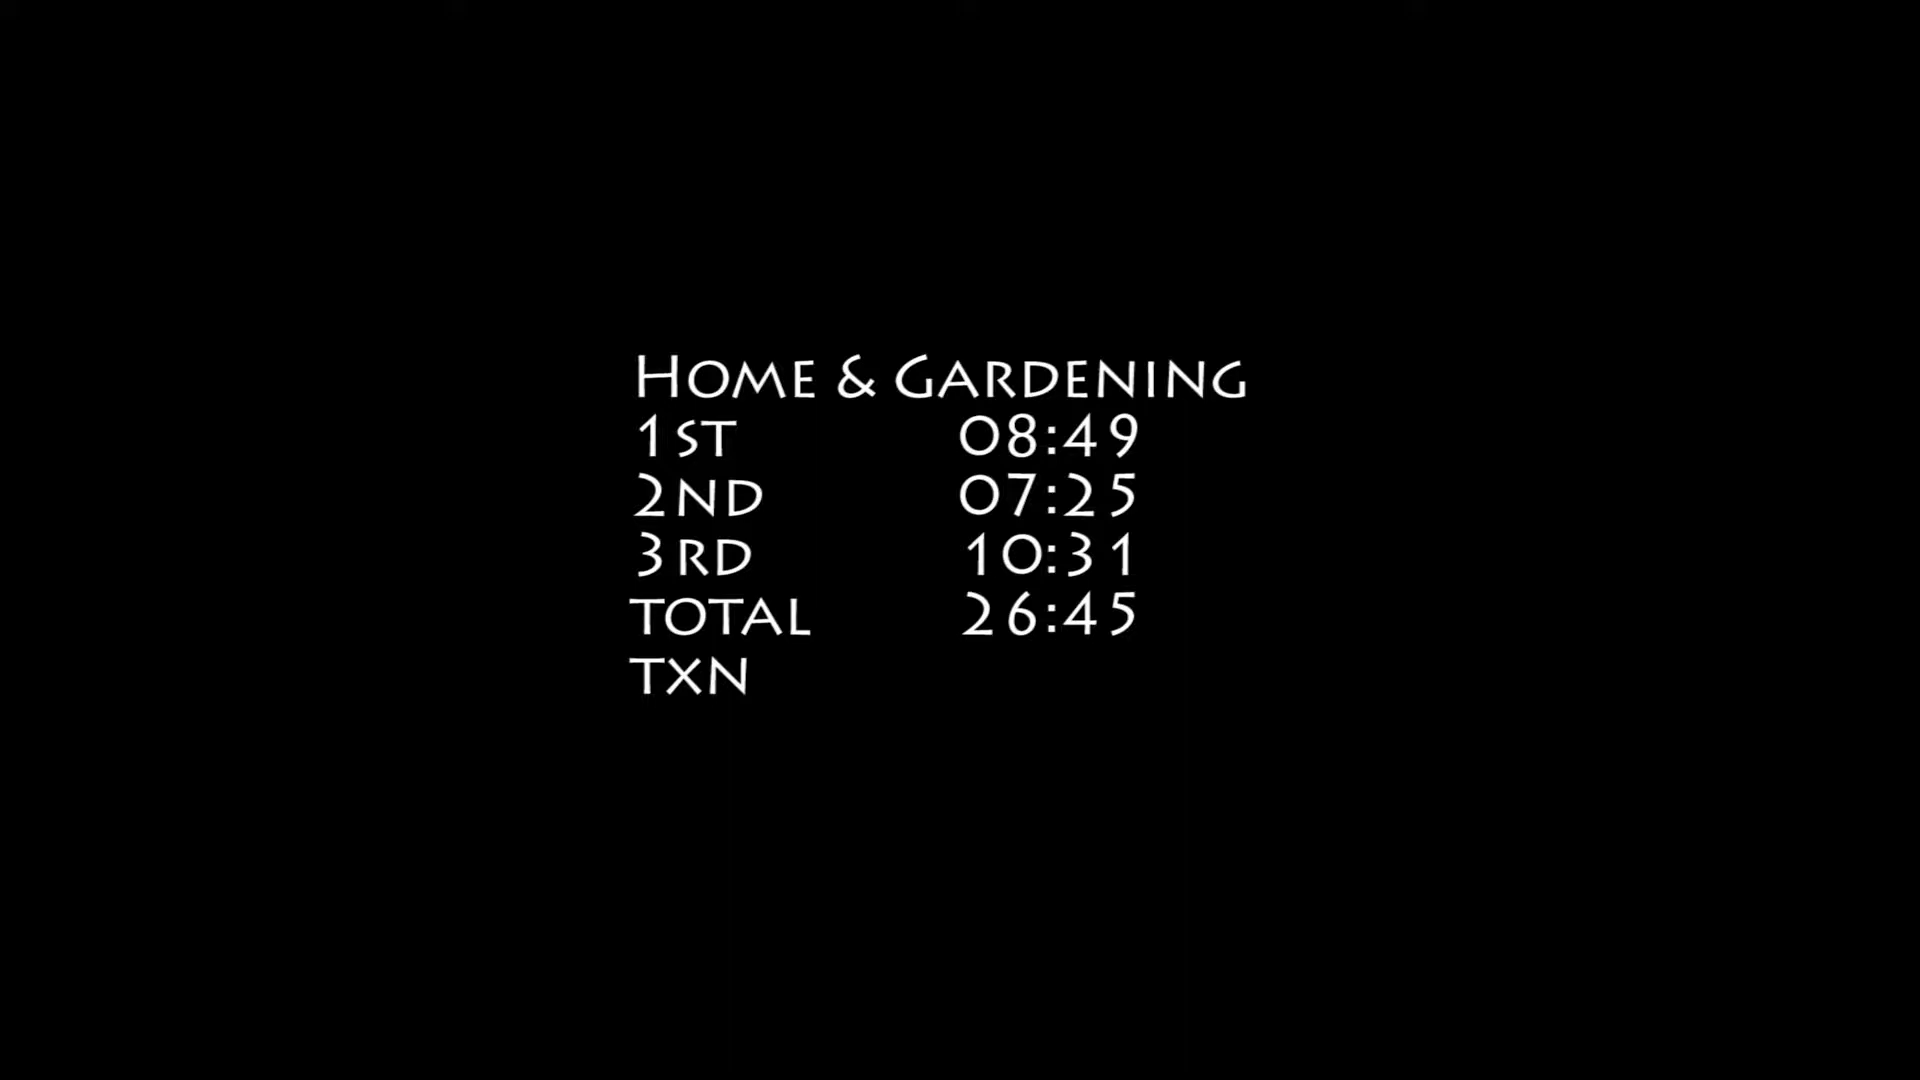 Home & Gardening
1st 08:49
2nd 07:25
3rd 10:31
total 26:45
txn